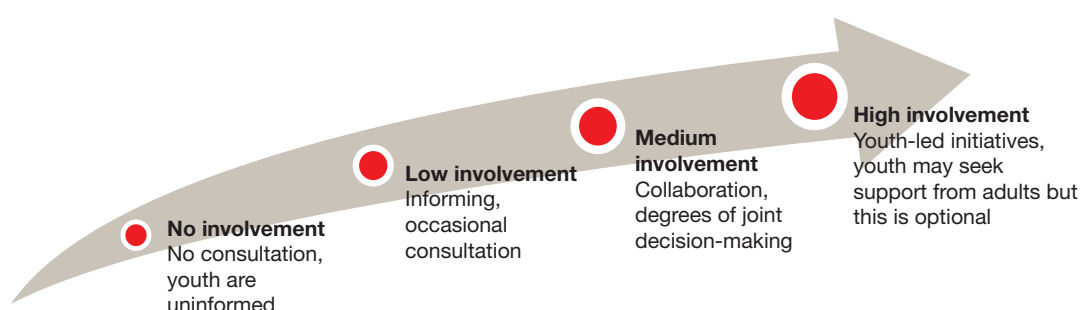 No involvement
No consultation,
youth are
uninformed
Low involvement
Informing,
occasional
consultation
Medium
involvement
Collaboration,
degrees of joint
decision-making
High involvement
Youth-led initiatives,
youth may seek
support from adults but
this is optional